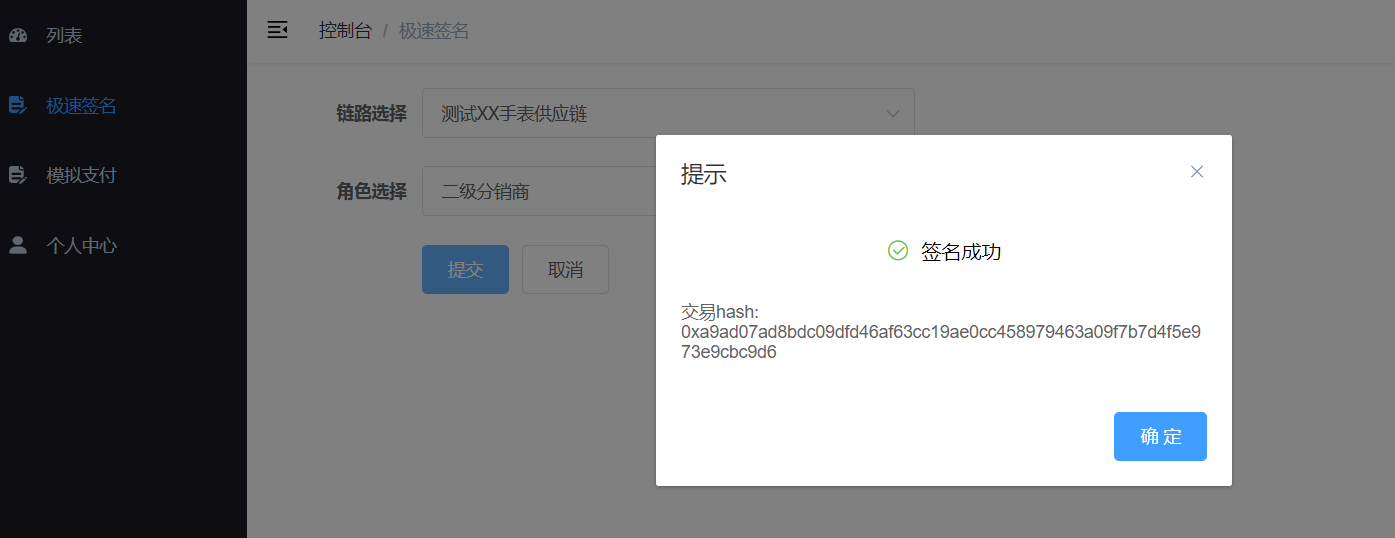 列表
控制台 / 极速签名
链路选择 测试XX手表供应链
极速签名
提示
模拟支付
角色选择 二级分销商
个人中心
签名成功
提交 取消
交易hash:
0xa9ad07ad8bdc09dfd46af63cc19ae0cc458979463a09f7b7d4f5e9
73e9cbc9d6
确 定